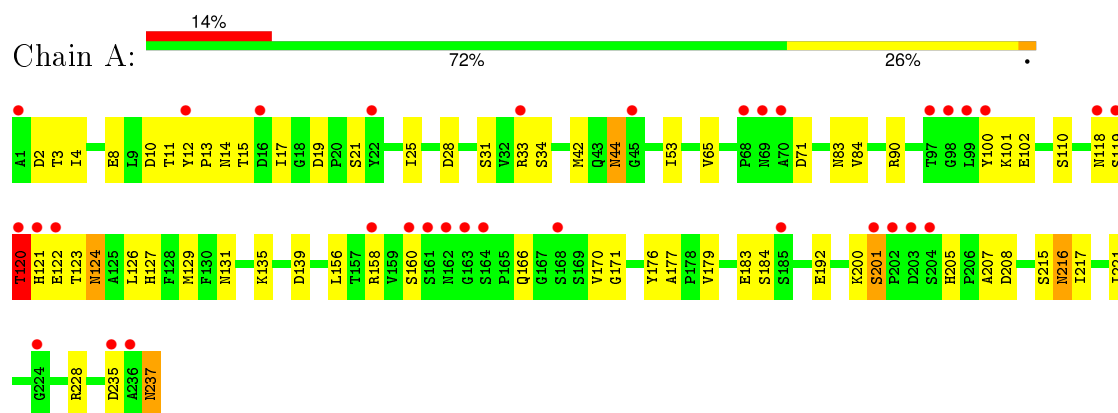 14%
Chain A:
72% 26% •
A1 D2 T3 I4 E8 L9 D10 T11 Y12 P13 N14 T15 D16 I17 G18 D19 P20 S21 Y22 I25 D28 S31 V32 R33 S34 M42 Q43 N44 G45 I53 V65 P68 N69 A70 D71 N83 V84 R90 T97 G98 L99 Y100 K101 E102 S110 N118 S119
T120 H121 E122 T123 N124 A125 L126 H127 F128 M129 F130 N131 K135 D139 L156 T157 R158 V159 S160 S161 N162 G163 S164 P165 Q166 G167 S168 S169 V170 G171 Y176 A177 P178 V179 E183 S184 S185 E192 K200 S201 P202 D203 S204 H205 P206 A207 D208 S215 N216 I217
G224 R228 D235 A236 N237